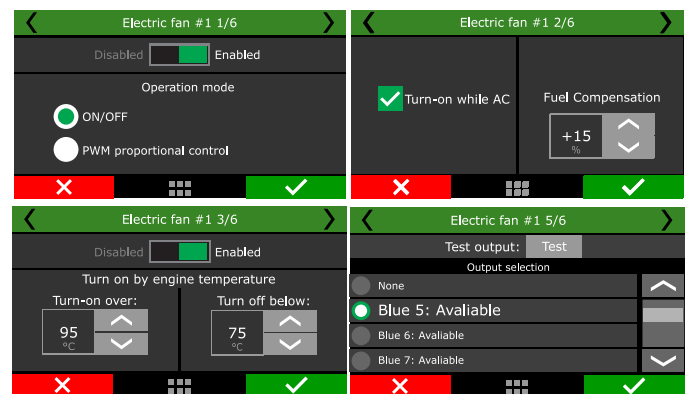 Electric fan #1 1/6
Disabled Enabled
Operation mode
ON/OFF
PWM proportional control
Electric fan #1 2/6
Turn-on while AC
Fuel Compensation
+15
%
Electric fan #1 3/6
Disabled Enabled
Turn on by engine temperature
Turn-on over: Turn off below:
95 75
°C °C
Electric fan #1 5/6
Test output: Test
Output selection
None
Blue 5: Avaliable
Blue 6: Avaliable
Blue 7: Avaliable